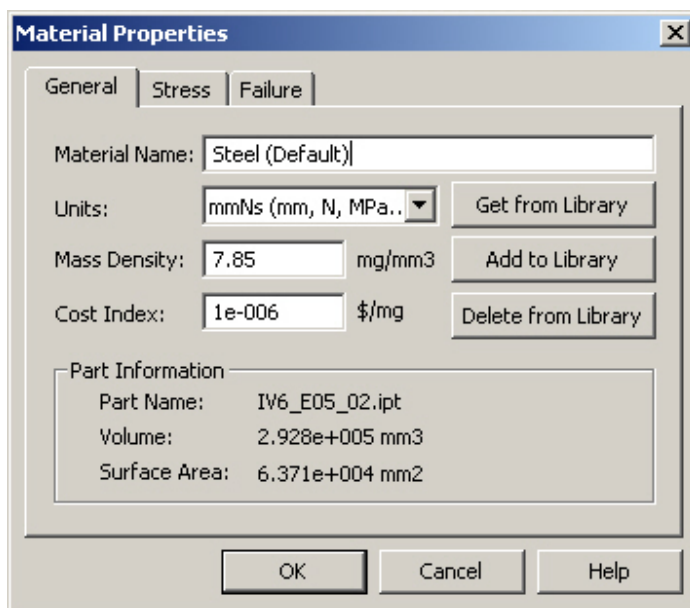 Material Properties
General Stress Failure
Material Name: Steel (Default)
Units: mmNs (mm, N, MPa.. Get from Library
Mass Density: 7.85 mg/mm3 Add to Library
Cost Index: 1e-006 $/mg Delete from Library
Part Information
Part Name: IV6_E05_02.ipt
Volume: 2.928e+005 mm3
Surface Area: 6.371e+004 mm2
OK Cancel Help